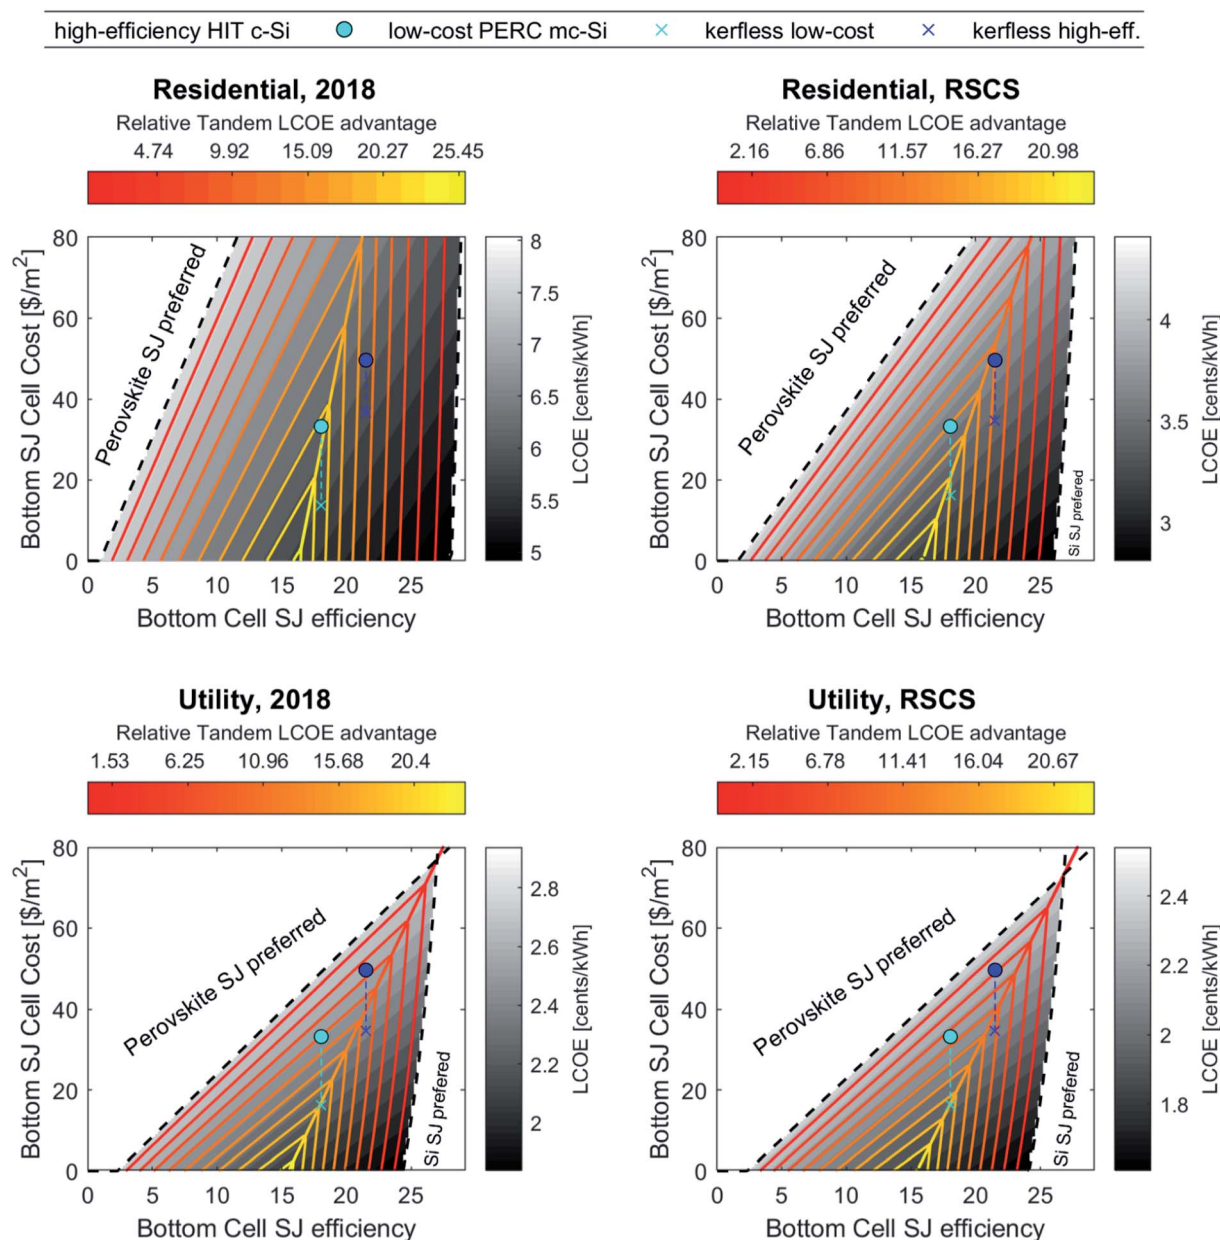 high-efficiency HIT c-Si low-cost PERC mc-Si kerfless low-cost kerfless high-eff.
Residential, 2018
Relative Tandem LCOE advantage
4.74 9.92 15.09 20.27 25.45
80
60
40
20
0
0 5 10 15 20 25
Bottom SJ Cell Cost [$/m²]
Bottom Cell SJ efficiency
Perovskite SJ preferred
8
7.5
7
6.5
6
5.5
5
LCOE [cents/kWh]
Residential, RSCS
Relative Tandem LCOE advantage
2.16 6.86 11.57 16.27 20.98
80
60
40
20
0
0 5 10 15 20 25
Bottom SJ Cell Cost [$/m²]
Bottom Cell SJ efficiency
Perovskite SJ preferred
Si SJ prefered
4
3.5
3
LCOE [cents/kWh]
Utility, 2018
Relative Tandem LCOE advantage
1.53 6.25 10.96 15.68 20.4
80
60
40
20
0
0 5 10 15 20 25
Bottom SJ Cell Cost [$/m²]
Bottom Cell SJ efficiency
Perovskite SJ preferred
Si SJ prefered
2.8
2.6
2.4
2.2
2
LCOE [cents/kWh]
Utility, RSCS
Relative Tandem LCOE advantage
2.15 6.78 11.41 16.04 20.67
80
60
40
20
0
0 5 10 15 20 25
Bottom SJ Cell Cost [$/m²]
Bottom Cell SJ efficiency
Perovskite SJ preferred
Si SJ prefered
2.4
2.2
2
1.8
LCOE [cents/kWh]